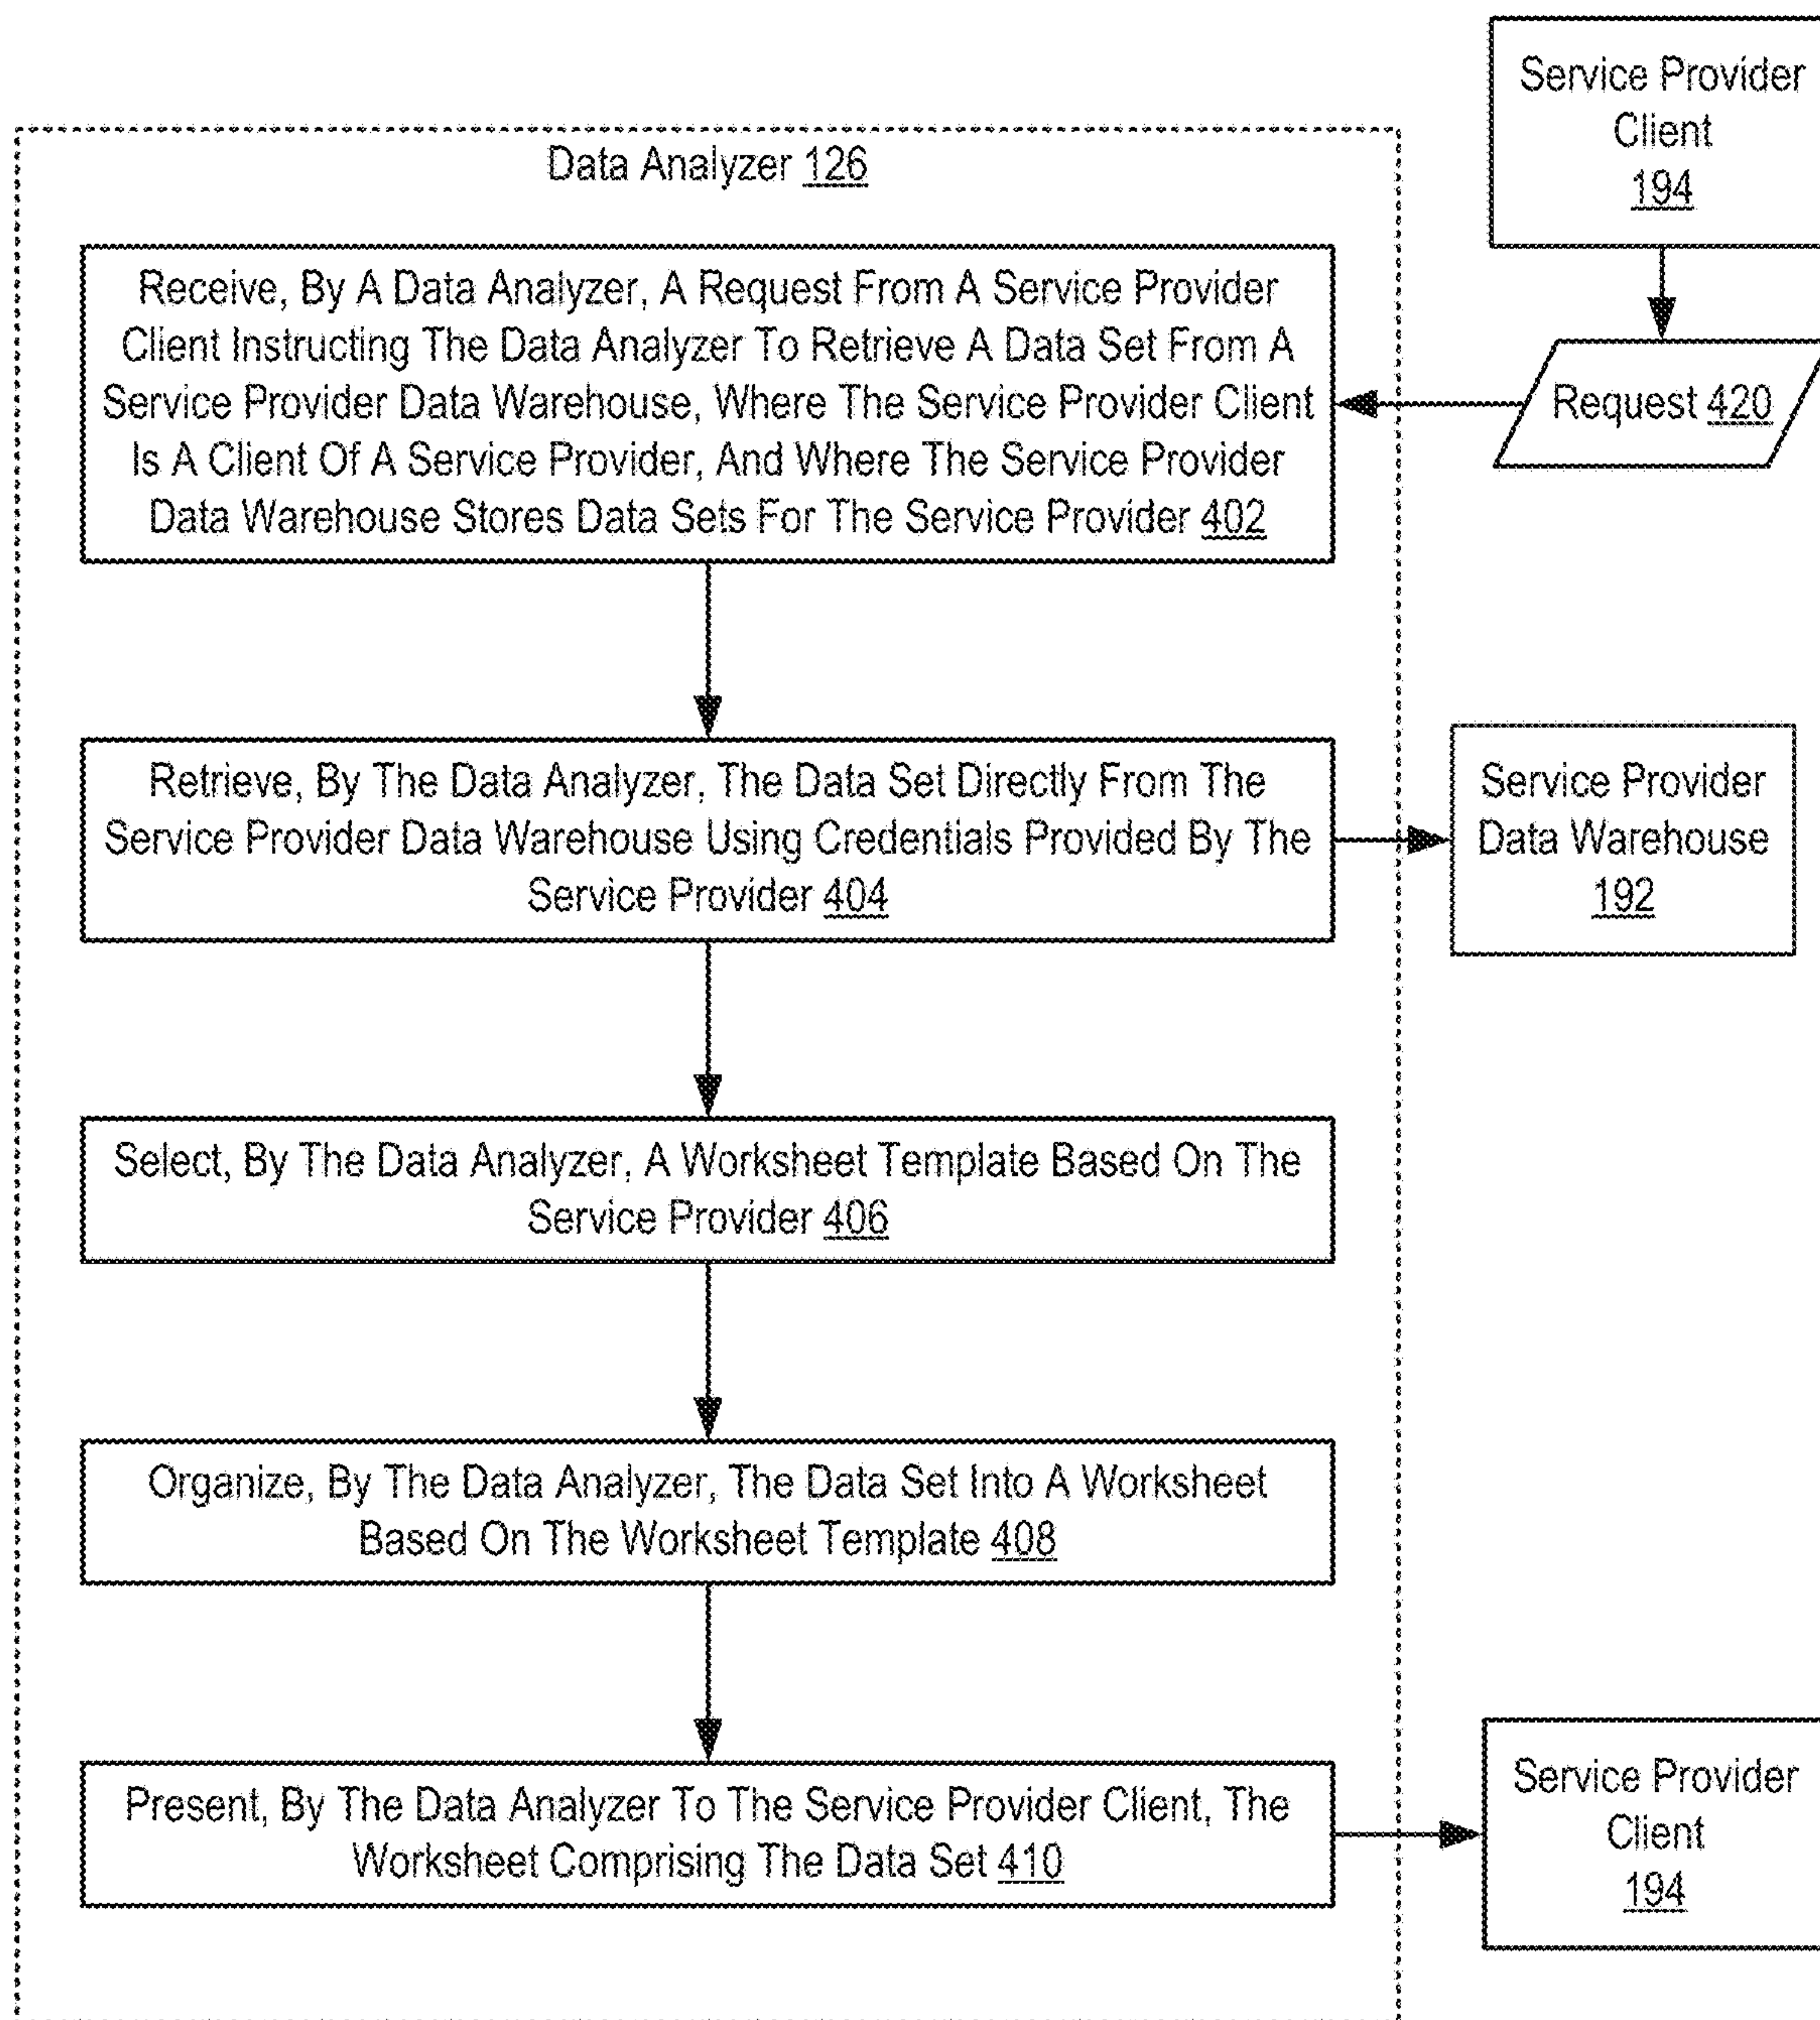 Service Provider
Client
194
Data Analyzer 126
Receive, By A Data Analyzer, A Request From A Service Provider
Client Instructing The Data Analyzer To Retrieve A Data Set From A
Service Provider Data Warehouse, Where The Service Provider Client
Is A Client Of A Service Provider, And Where The Service Provider
Data Warehouse Stores Data Sets For The Service Provider 402
Request 420
Retrieve, By The Data Analyzer, The Data Set Directly From The
Service Provider Data Warehouse Using Credentials Provided By The
Service Provider 404
Service Provider
Data Warehouse
192
Select, By The Data Analyzer, A Worksheet Template Based On The
Service Provider 406
Organize, By The Data Analyzer, The Data Set Into A Worksheet
Based On The Worksheet Template 408
Present, By The Data Analyzer To The Service Provider Client, The
Worksheet Comprising The Data Set 410
Service Provider
Client
194